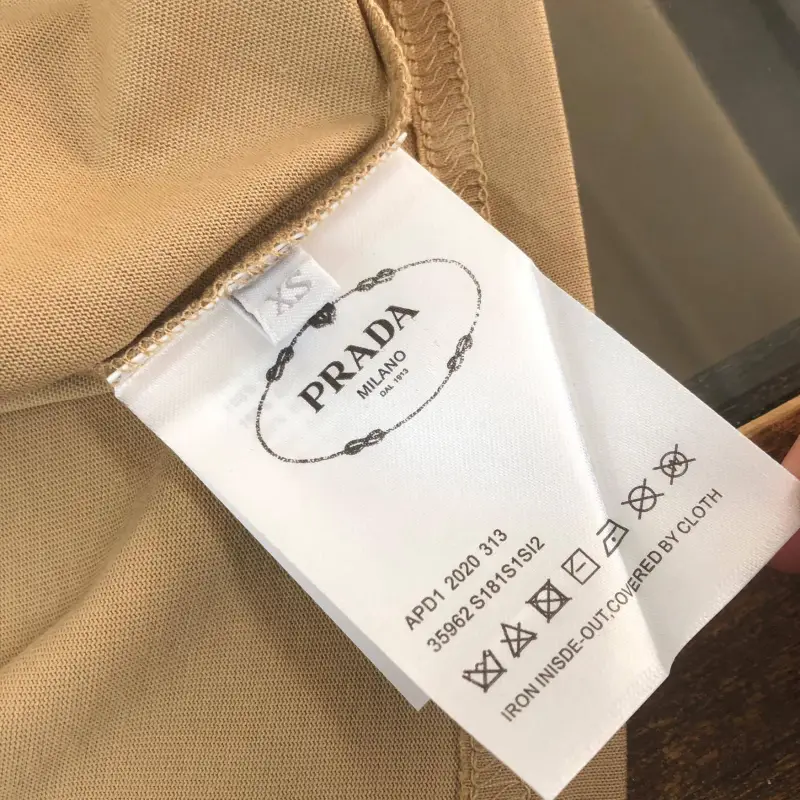 XS
PRADA
MILANO
DAL 1913
APD1 2020 313
35962 S181S1SI2
IRON INISDE-OUT,COVERED BY CLOTH